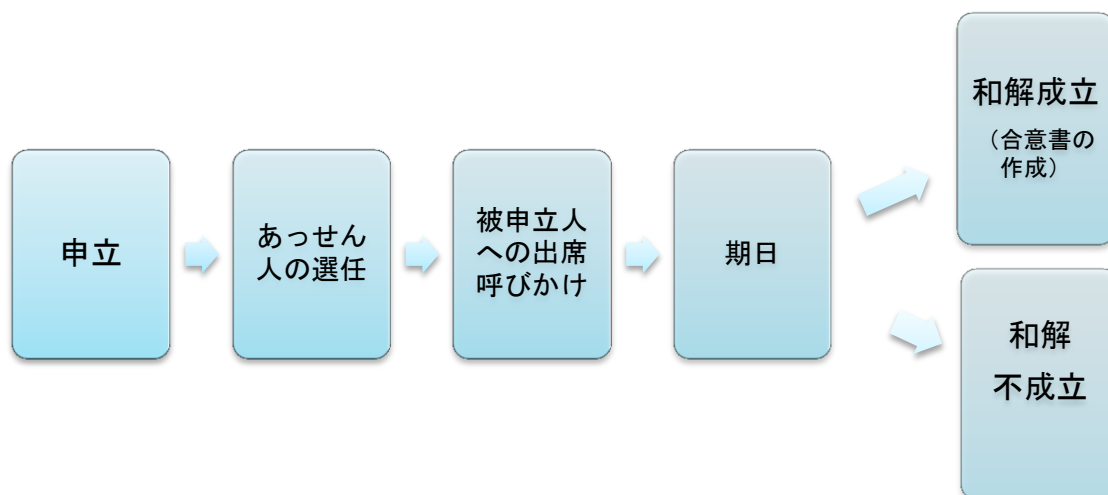 申立
あっせん
人の選任
被申立人
への出席
呼びかけ
期日
和解成立
（合意書の
作成）
和解
不成立